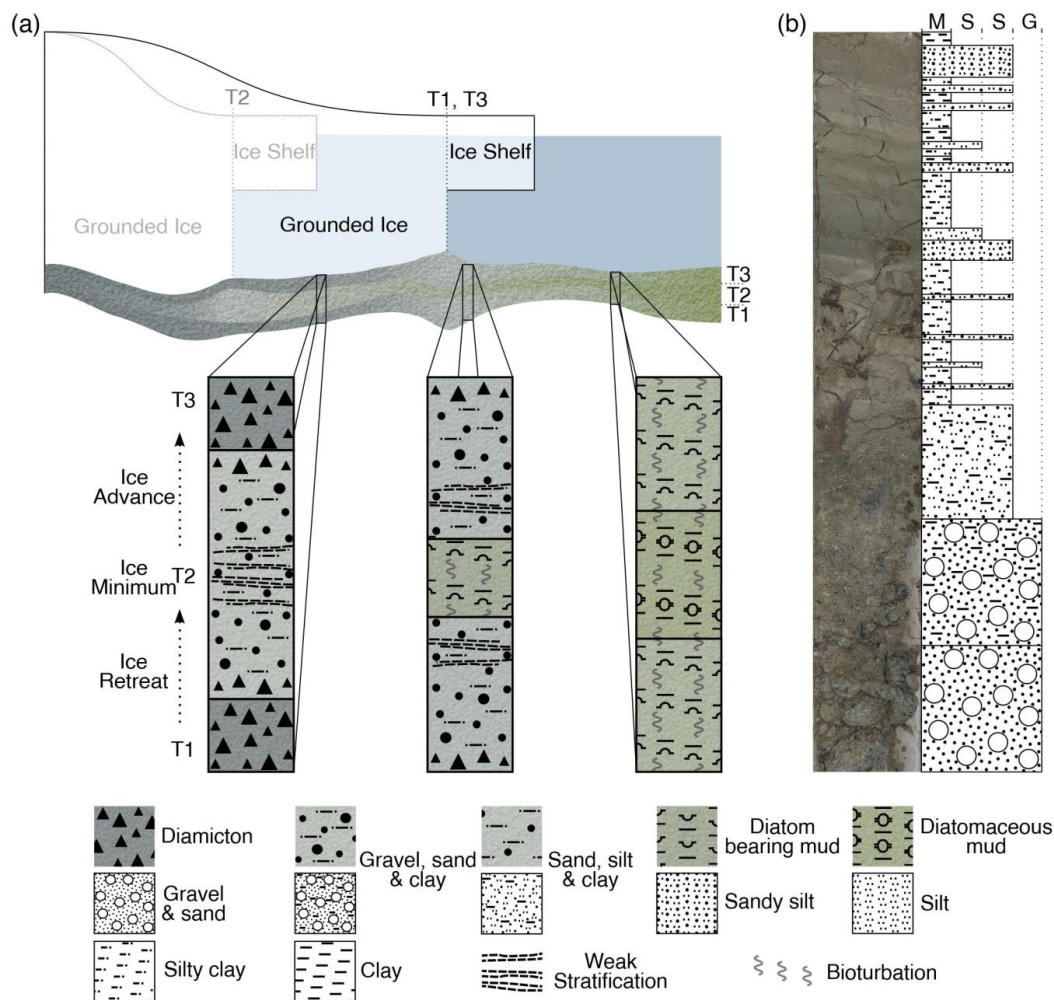 (a)
(b)
M S S G
T2
T1, T3
Ice Shelf
Ice Shelf
Grounded Ice
Grounded Ice
T3
T2
T1
T3
Ice
Advance
Ice
Minimum
T2
Ice
Retreat
T1
Diamicton
Gravel, sand
& clay
Sand, silt
& clay
Diatom
bearing mud
Diatomaceous
mud
Gravel
& sand
Sandy silt
Silt
Silty clay
Clay
Weak
Stratification
Bioturbation